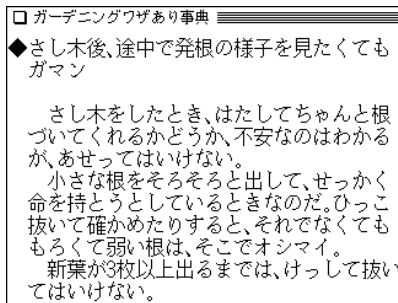 ガーデニングワザあり事典
◆さし木後、途中で発根の様子を見たくても
ガマン
さし木をしたとき、はたしてちゃんと根
づいてくれるかどうか、不安なのはわかる
が、あせってはいけない。
小さな根をそろそろと出して、せっかく
命を持とうとしているときなのだ。ひっこ
抜いて確かめたりすると、それでなくても
もろくて弱い根は、そこでオシマイ。
新葉が3枚以上出るまでは、けっして抜い
てはいけない。